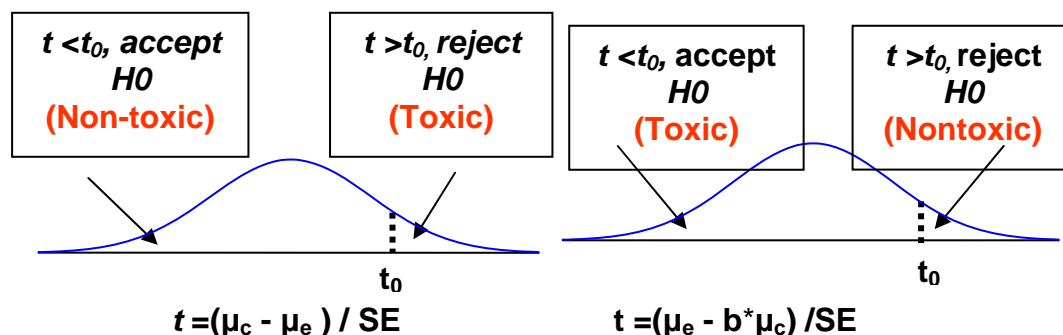 t <t₀, accept
H0
(Non-toxic)
t >t₀, reject
H0
(Toxic)
t₀
t =(µc - µe ) / SE
t <t₀, accept
H0
(Toxic)
t >t₀, reject
H0
(Nontoxic)
t₀
t =(µe - b*µc) /SE